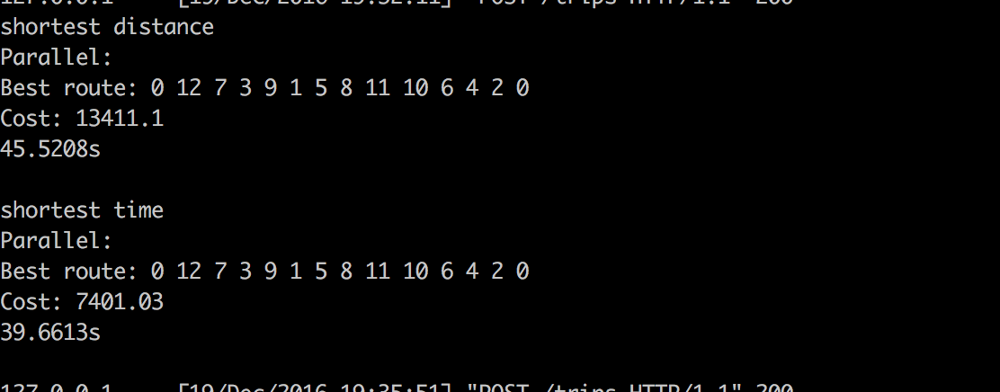 127.0.0.1 - - [19/Dec/2016 19:32:11] "POST /trips HTTP/1.1" 200 -
shortest distance
Parallel:
Best route: 0 12 7 3 9 1 5 8 11 10 6 4 2 0
Cost: 13411.1
45.5208s
shortest time
Parallel:
Best route: 0 12 7 3 9 1 5 8 11 10 6 4 2 0
Cost: 7401.03
39.6613s
127.0.0.1 - - [19/Dec/2016 19:35:51] "POST /trips HTTP/1.1" 200 -